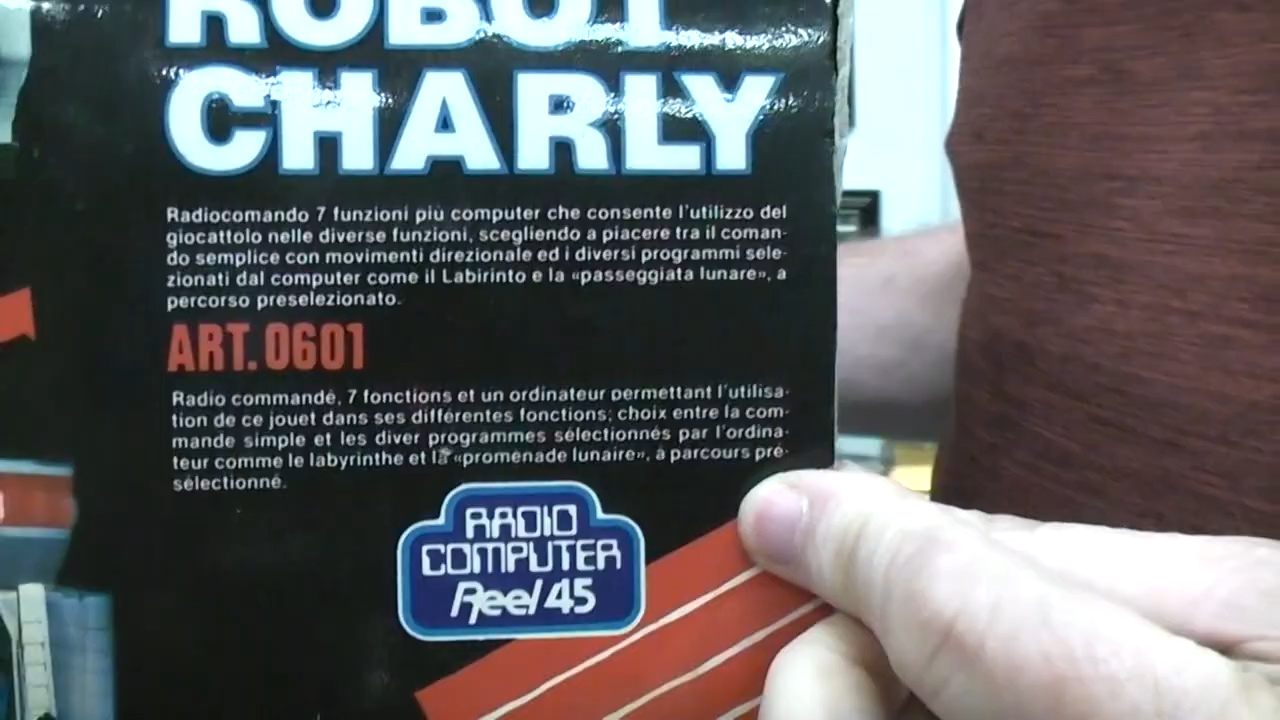 ROBOT
CHARLY
Radiocomando 7 funzioni più computer che consente l'utilizzo del
giocattolo nelle diverse funzioni, scegliendo a piacere tra il coman-
do semplice con movimenti direzionale ed i diversi programmi sele-
zionati dal computer come il Labirinto e la «passeggiata lunare», a
percorso preselezionato.
ART. 0601
Radio commandé, 7 fonctions et un ordinateur permettant l'utilisa-
tion de ce jouet dans ses différentes fonctions; choix entre la com-
mande simple et les diver programmes sélectionnés par l'ordina-
teur comme le labyrinthe et la «promenade lunaire», à parcours pré-
sélectionné.
RADIO
COMPUTER
Reel 45